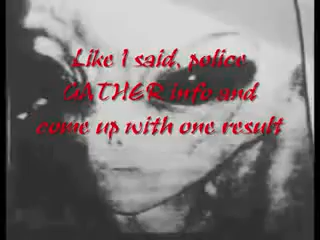 Like I said, police
GATHER info and
come up with one result